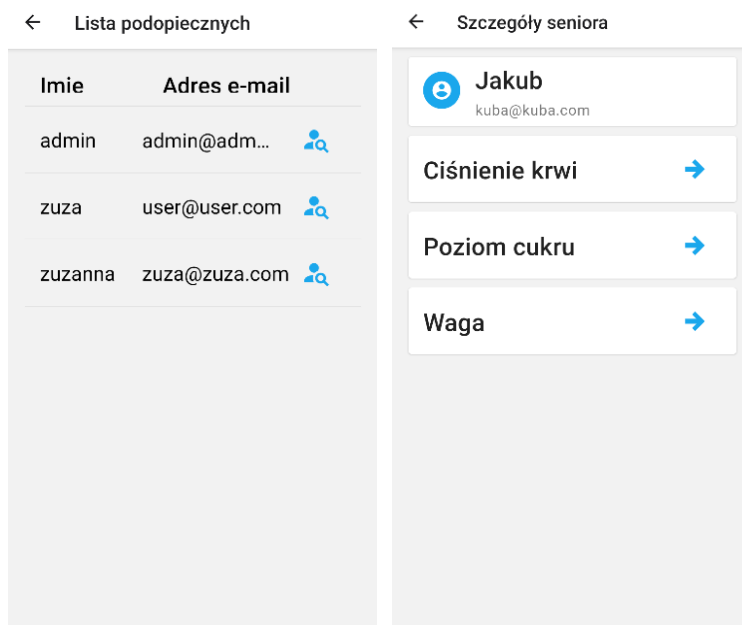 Lista podopiecznych
Imie Adres e-mail
admin admin@adm...
zuza user@user.com
zuzanna zuza@zuza.com
Szczegóły seniora
Jakub
kuba@kuba.com
Ciśnienie krwi
Poziom cukru
Waga